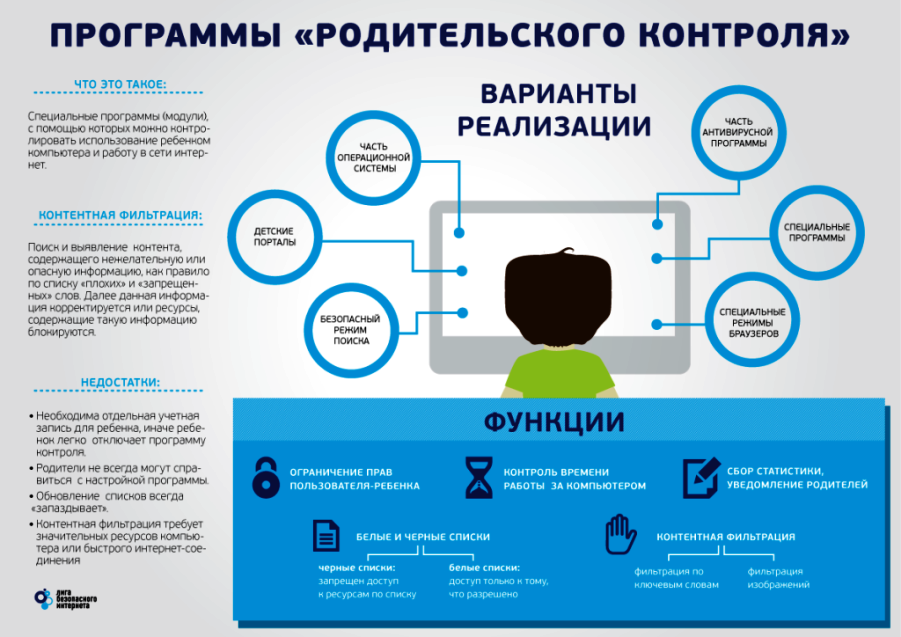 ПРОГРАММЫ «РОДИТЕЛЬСКОГО КОНТРОЛЯ»
ЧТО ЭТО ТАКОЕ:
Специальные программы (модули),
с помощью которых можно контро-
лировать использование ребенком
компьютера и работу в сети интер-
нет.
КОНТЕНТНАЯ ФИЛЬТРАЦИЯ:
Поиск и выявление контента,
содержащего нежелательную или
опасную информацию, как правило
по списку «плохих» и «запрещен-
ных» слов. Далее данная информа-
ция корректируется или ресурсы,
содержащие такую информацию
блокируются.
НЕДОСТАТКИ:
• Необходима отдельная учетная
запись для ребенка, иначе ребе-
нок легко отключает программу
контроля.
• Родители не всегда могут спра-
виться с настройкой программы.
• Обновление списков всегда
«запаздывает».
• Контентная фильтрация требует
значительных ресурсов компью-
тера или быстрого интернет-сое-
динения
лига
безопасного
интернета
ВАРИАНТЫ
РЕАЛИЗАЦИИ
ЧАСТЬ
ОПЕРАЦИОННОЙ
СИСТЕМЫ
ДЕТСКИЕ
ПОРТАЛЫ
БЕЗОПАСНЫЙ
РЕЖИМ
ПОИСКА
ЧАСТЬ
АНТИВИРУСНОЙ
ПРОГРАММЫ
СПЕЦИАЛЬНЫЕ
ПРОГРАММЫ
СПЕЦИАЛЬНЫЕ
РЕЖИМЫ
БРАУЗЕРОВ
ФУНКЦИИ
ОГРАНИЧЕНИЕ ПРАВ
ПОЛЬЗОВАТЕЛЯ-РЕБЕНКА
КОНТРОЛЬ ВРЕМЕНИ
РАБОТЫ ЗА КОМПЬЮТЕРОМ
СБОР СТАТИСТИКИ,
УВЕДОМЛЕНИЕ РОДИТЕЛЕЙ
БЕЛЫЕ И ЧЕРНЫЕ СПИСКИ
черные списки:
запрещен доступ
к ресурсам по списку
белые списки:
доступ только к тому,
что разрешено
КОНТЕНТНАЯ ФИЛЬТРАЦИЯ
фильтрация по
ключевым словам
фильтрация
изображений